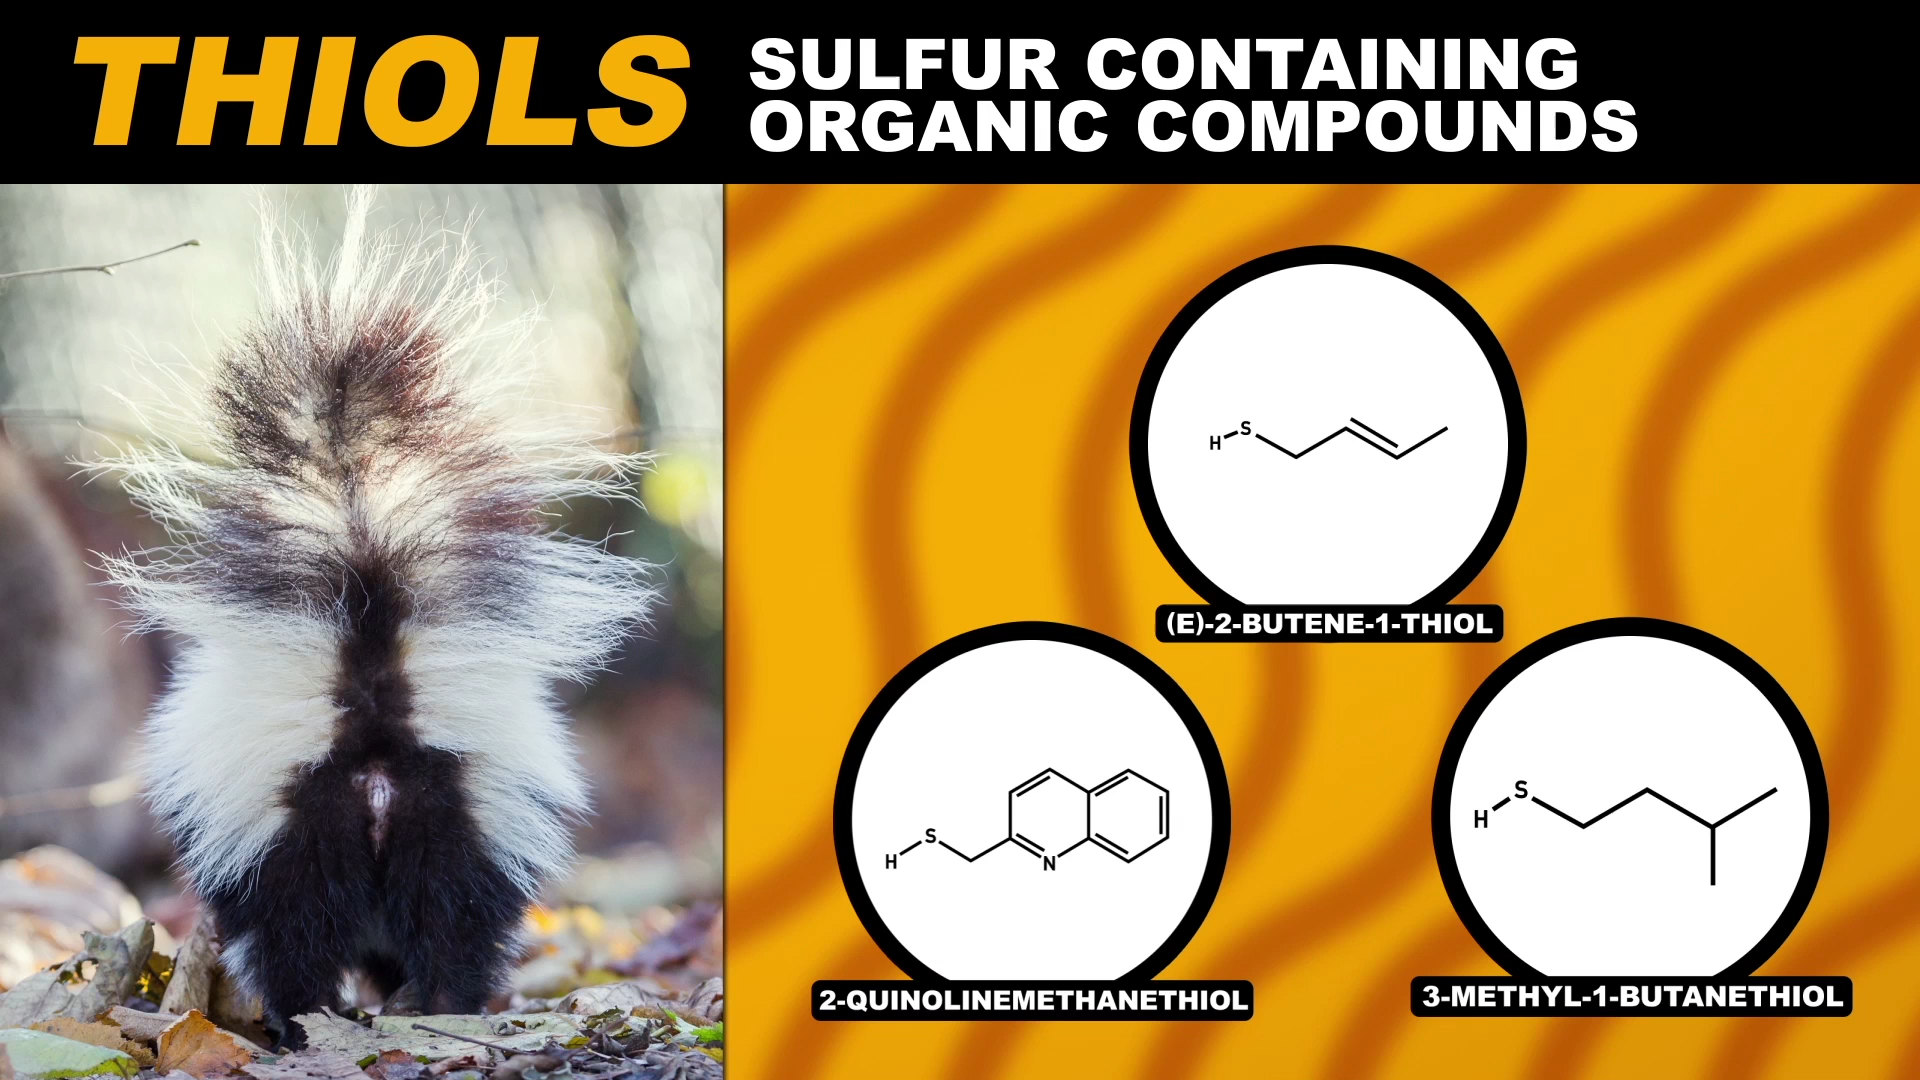 THIOLS
SULFUR CONTAINING
ORGANIC COMPOUNDS
H S
(E)-2-BUTENE-1-THIOL
H S N
2-QUINOLINEMETHANETHIOL
H S
3-METHYL-1-BUTANETHIOL